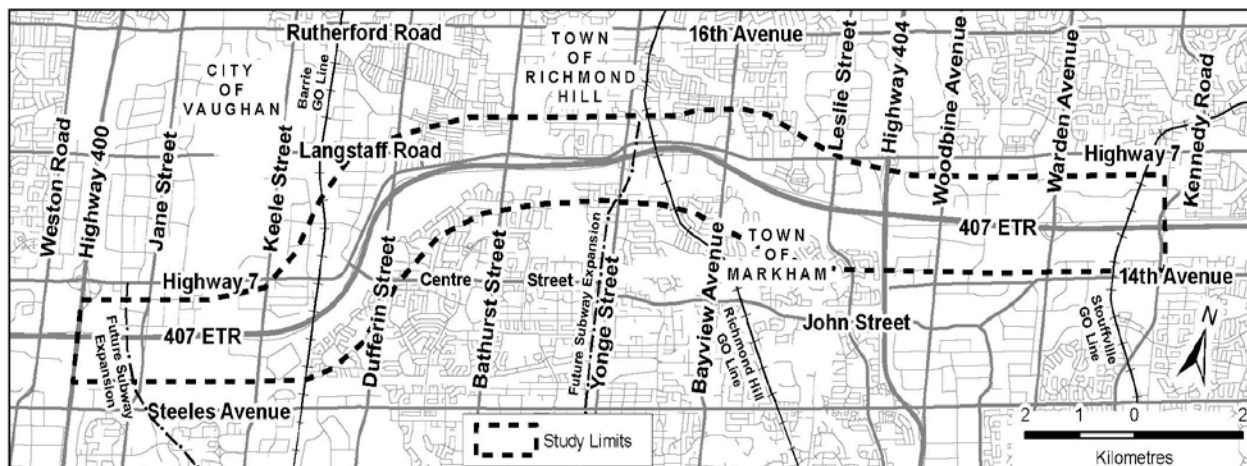 Rutherford Road
TOWN
OF
RICHMOND
HILL
16th Avenue
CITY
OF
VAUGHAN
Barrie
GO Line
Leslie Street
Highway 404
Woodbine Avenue
Warden Avenue
Kennedy Road
Weston Road
Highway 400
Jane Street
Keele Street
Langstaff Road
Highway 7
407 ETR
TOWN
OF
MARKHAM
Highway 7
Centre Street
14th Avenue
407 ETR
Future Subway
Expansion
Dufferin Street
Bathurst Street
Future Subway Expansion
Yonge Street
Bayview Avenue
Richmond Hill
GO Line
John Street
Stouffville
GO Line
N
Steeles Avenue
Study Limits
2 1 0 2
Kilometres